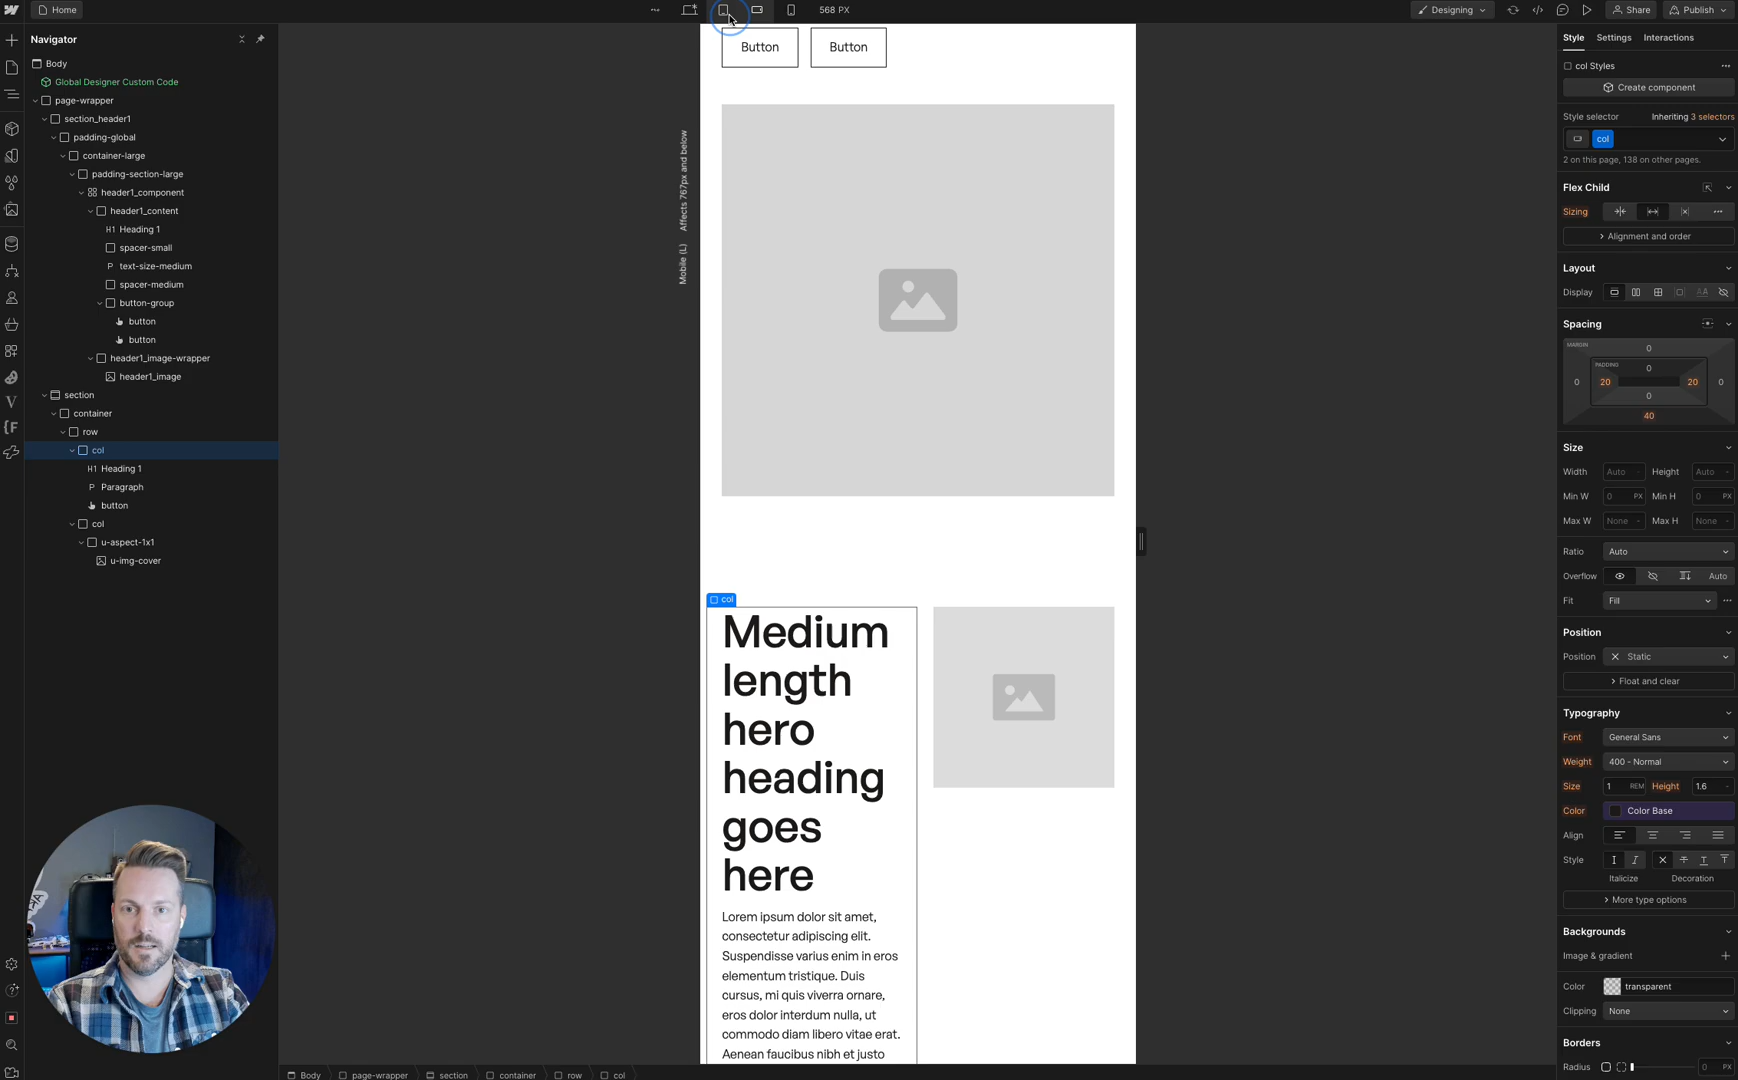 Home
568 PX
Designing
Share
Publish
Navigator
Body
Global Designer Custom Code
page-wrapper
section_header1
padding-global
container-large
padding-section-large
header1_component
header1_content
H1 Heading 1
spacer-small
P text-size-medium
spacer-medium
button-group
button
button
header1_image-wrapper
header1_image
section
container
row
col
H1 Heading 1
P Paragraph
button
col
u-aspect-1x1
u-img-cover
Button
Button
Affects 767px and below
Mobile (L)
col
Medium
length
hero
heading
goes
here
Lorem ipsum dolor sit amet,
consectetur adipiscing elit.
Suspendisse varius enim in eros
elementum tristique. Duis
cursus, mi quis viverra ornare,
eros dolor interdum nulla, ut
commodo diam libero vitae erat.
Aenean faucibus nibh et justo
Body
page-wrapper
section
container
row
col
Style
Settings
Interactions
col Styles
Create component
Style selector
Inheriting 3 selectors
col
2 on this page, 138 on other pages.
Flex Child
Sizing
Alignment and order
Layout
Display
Spacing
MARGIN
0
PADDING
0
0
20
20
0
0
40
Size
Width Auto - Height Auto -
Min W 0 PX Min H 0 PX
Max W None - Max H None -
Ratio Auto
Overflow Auto
Fit Fill
Position
Position Static
Float and clear
Typography
Font General Sans
Weight 400 - Normal
Size 1 REM Height 1.6 -
Color Color Base
Align
Style
Italicize Decoration
More type options
Backgrounds
Image & gradient
Color transparent
Clipping None
Borders
Radius 0 PX